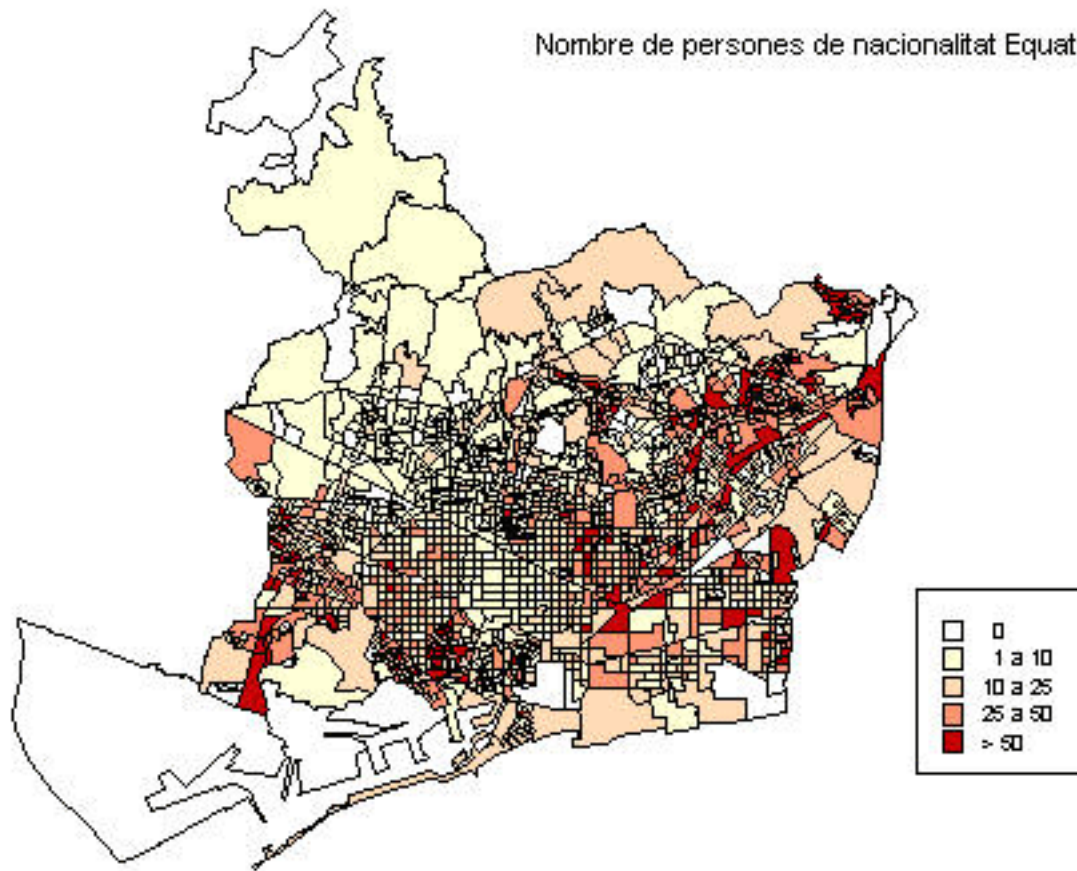 Nombre de persones de nacionalitat Equat
0
1 a 10
10 a 25
25 a 50
> 50